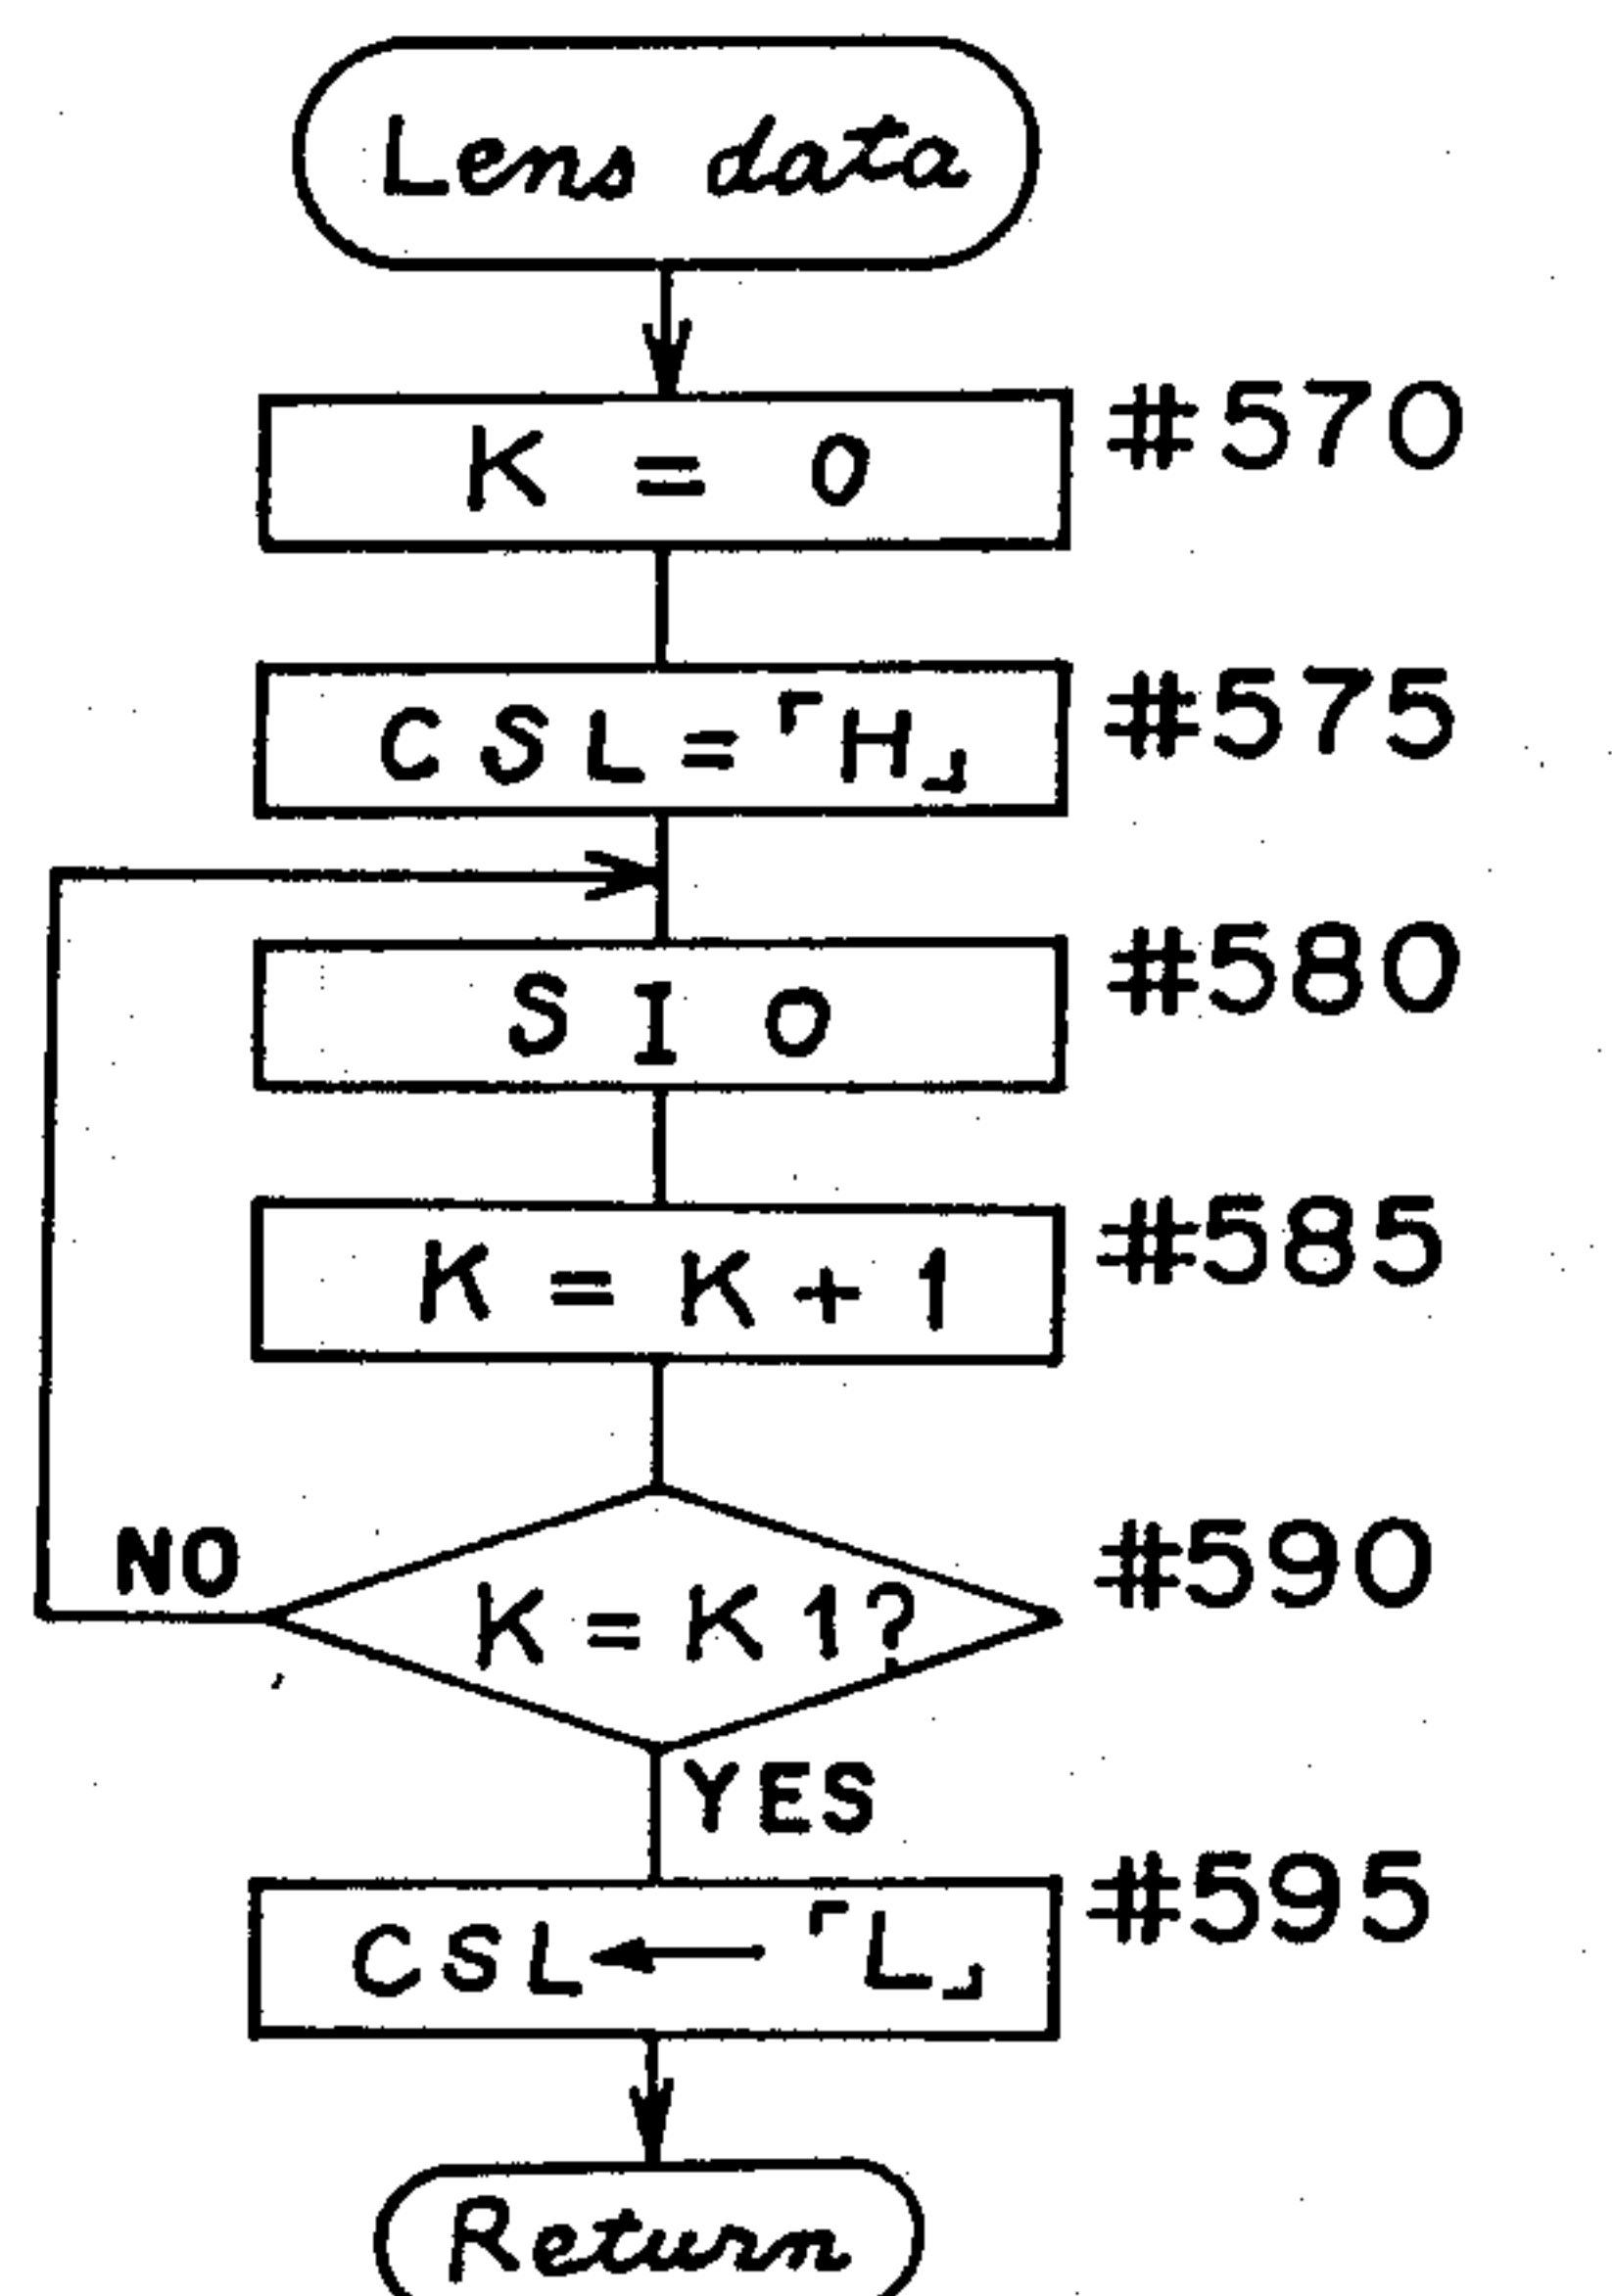 Lens data
K = 0 #570
CSL=「H」 #575
SIO #580
K = K + 1 #585
NO K = K1? #590
YES
CSL←「L」 #595
Return